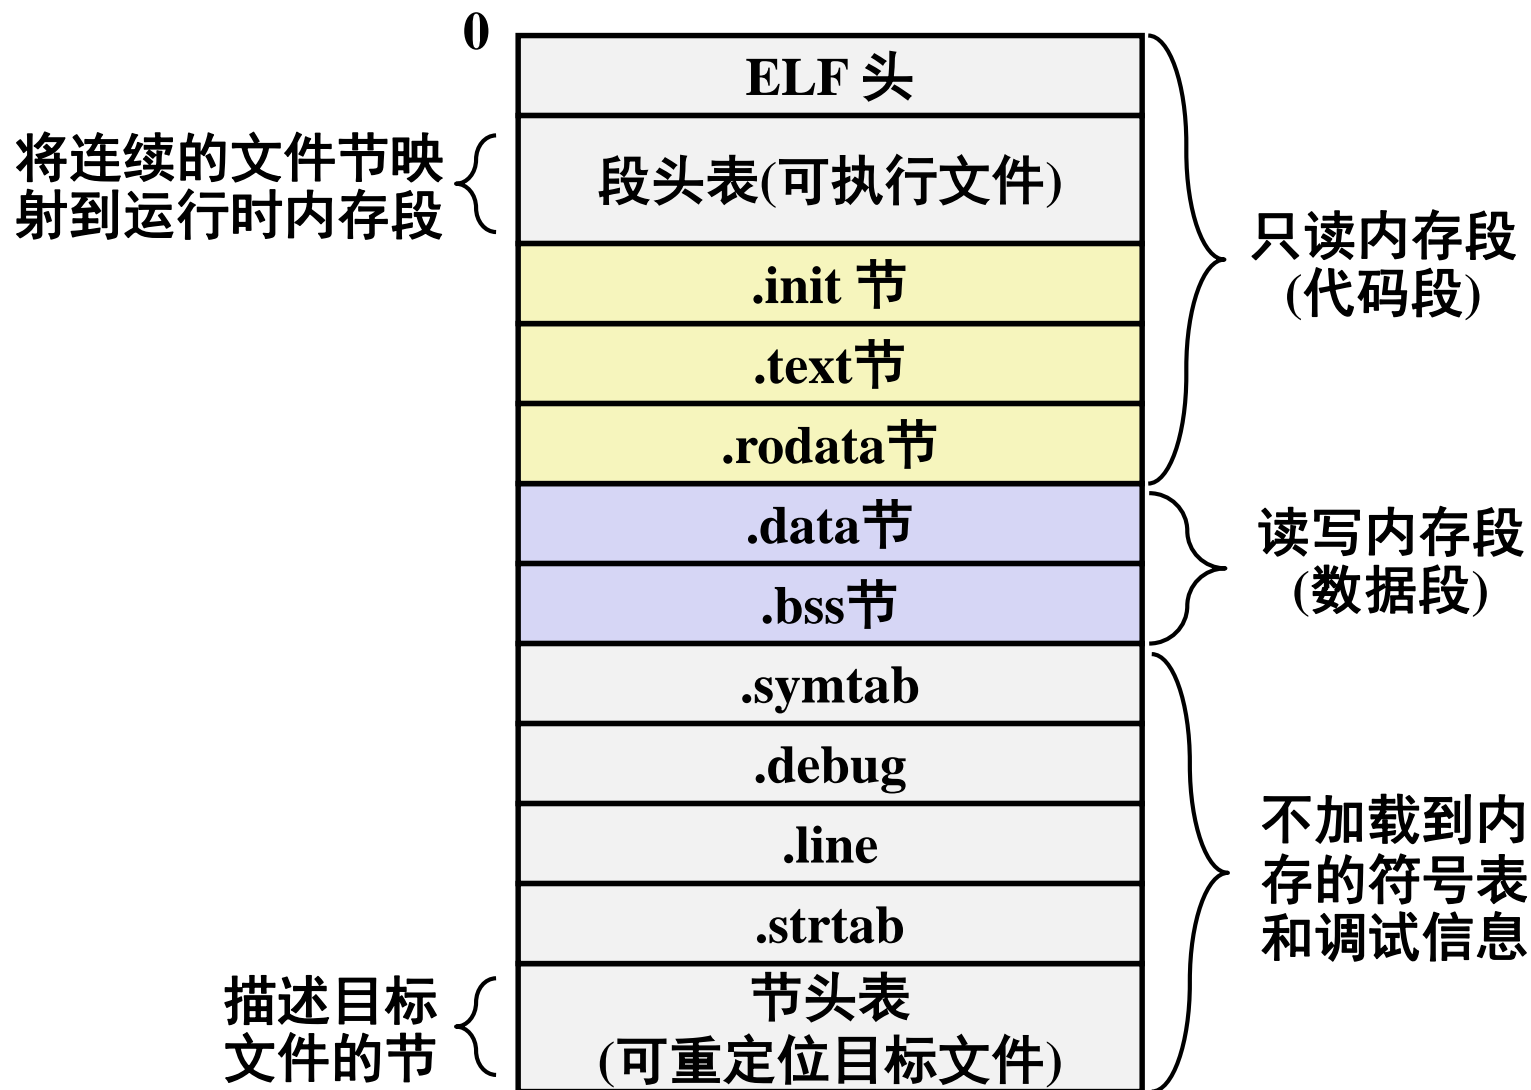 0
ELF 头
将连续的文件节映
射到运行时内存段
段头表(可执行文件)
只读内存段
(代码段)
.init 节
.text节
.rodata节
.data节
.bss节
读写内存段
(数据段)
.symtab
.debug
.line
.strtab
不加载到内
存的符号表
和调试信息
描述目标
文件的节
节头表
(可重定位目标文件)